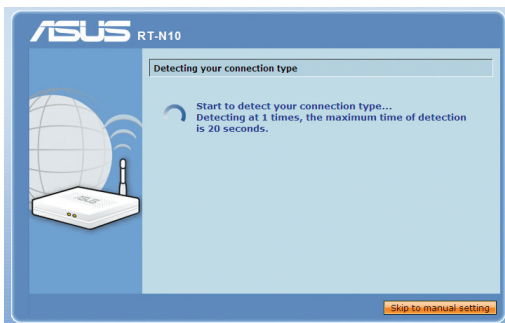 ASUS RT-N10
Detecting your connection type
Start to detect your connection type...
Detecting at 1 times, the maximum time of detection
is 20 seconds.
ASUS
Skip to manual setting